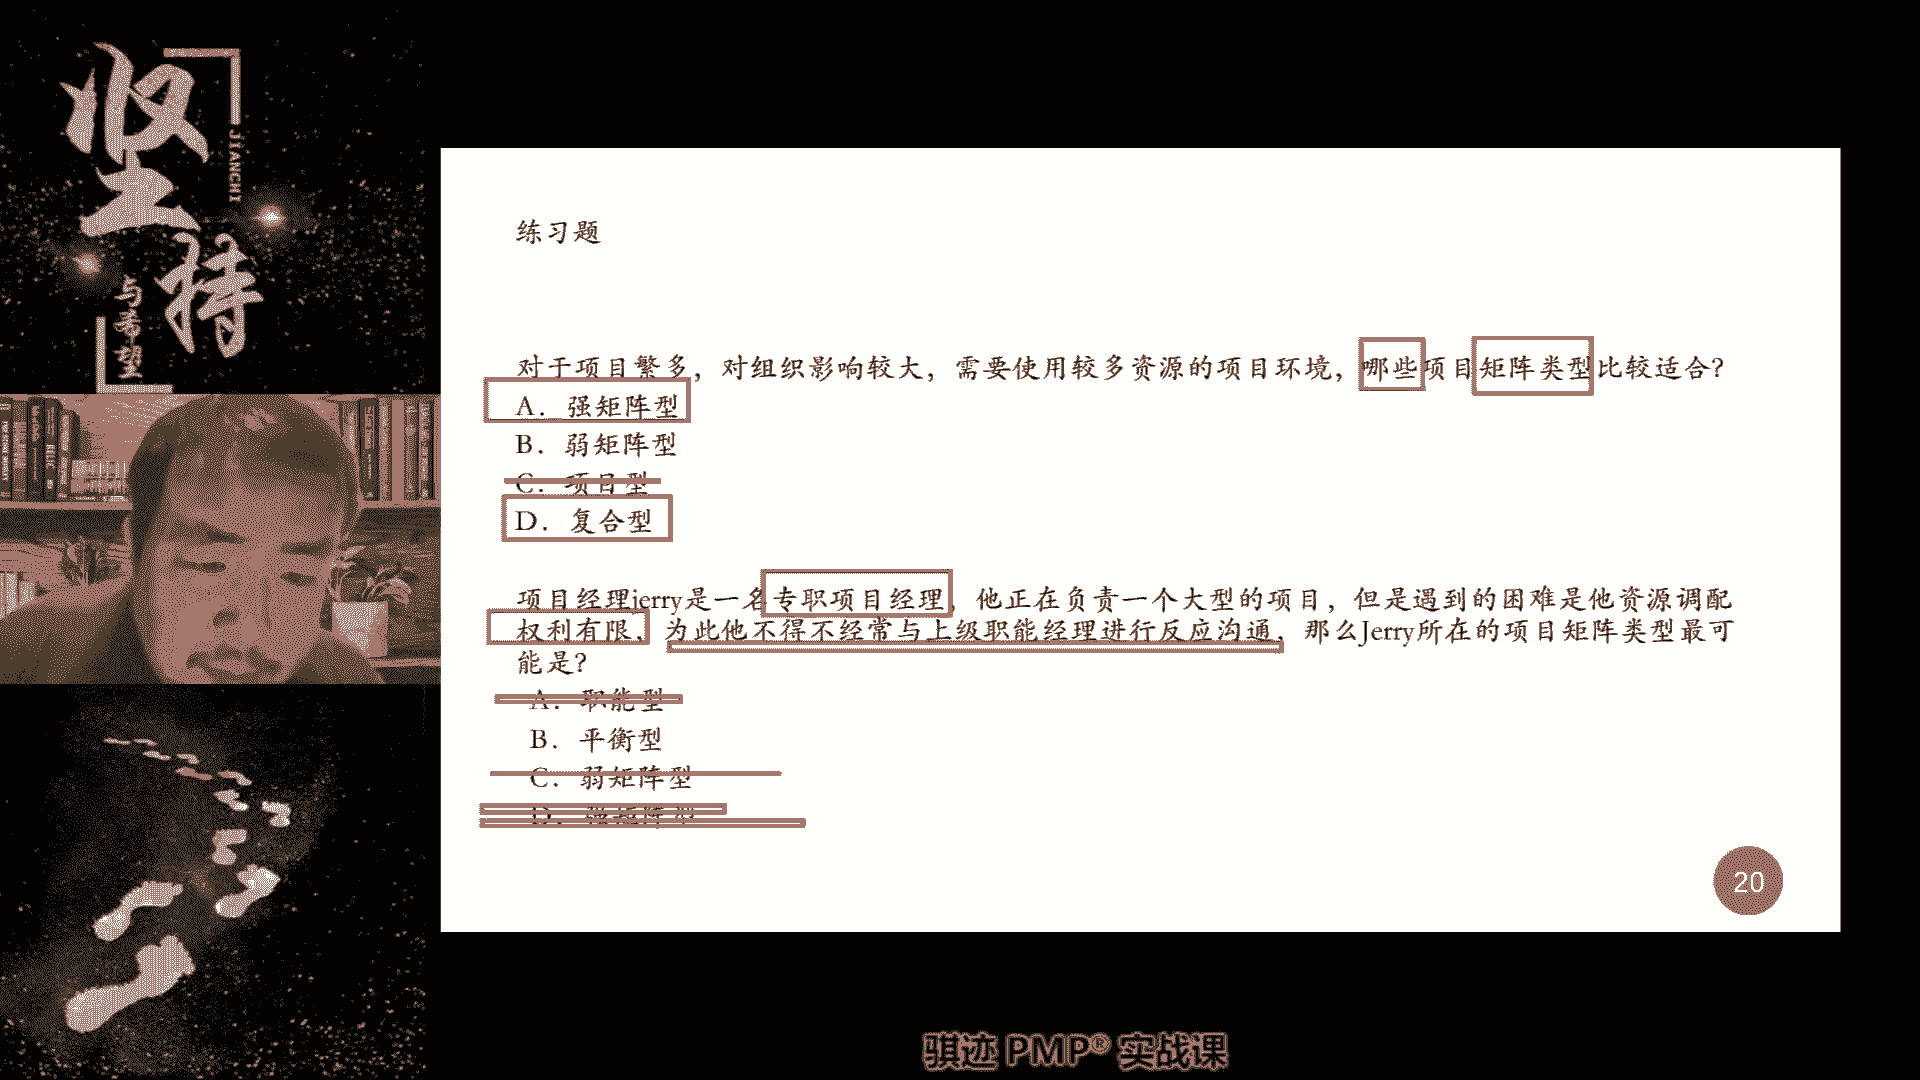 坚持
JIANCHI
与希望
练习题
对于项目繁多，对组织影响较大，需要使用较多资源的项目环境，哪些项目矩阵类型比较适合？
A．强矩阵型
B．弱矩阵型
C．项目型
D．复合型
项目经理jerry是一名专职项目经理，他正在负责一个大型的项目，但是遇到的困难是他资源调配
权利有限，为此他不得不经常与上级职能经理进行反应沟通，那么Jerry所在的项目矩阵类型最可
能是？
A．职能型
B．平衡型
C．弱矩阵型
D．强矩阵型
20
骐迹 PMP® 实战课